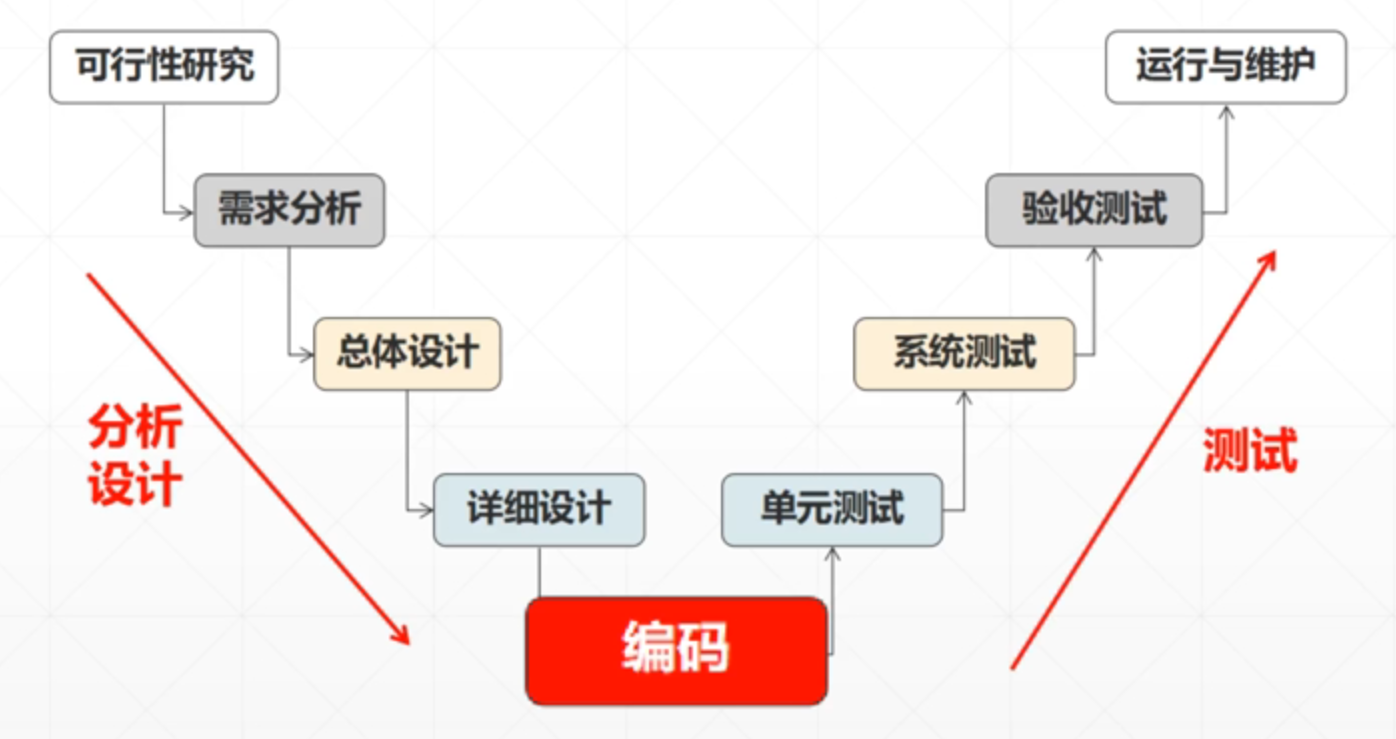 可行性研究
运行与维护
需求分析
验收测试
总体设计
系统测试
分析
设计
测试
详细设计
单元测试
编码